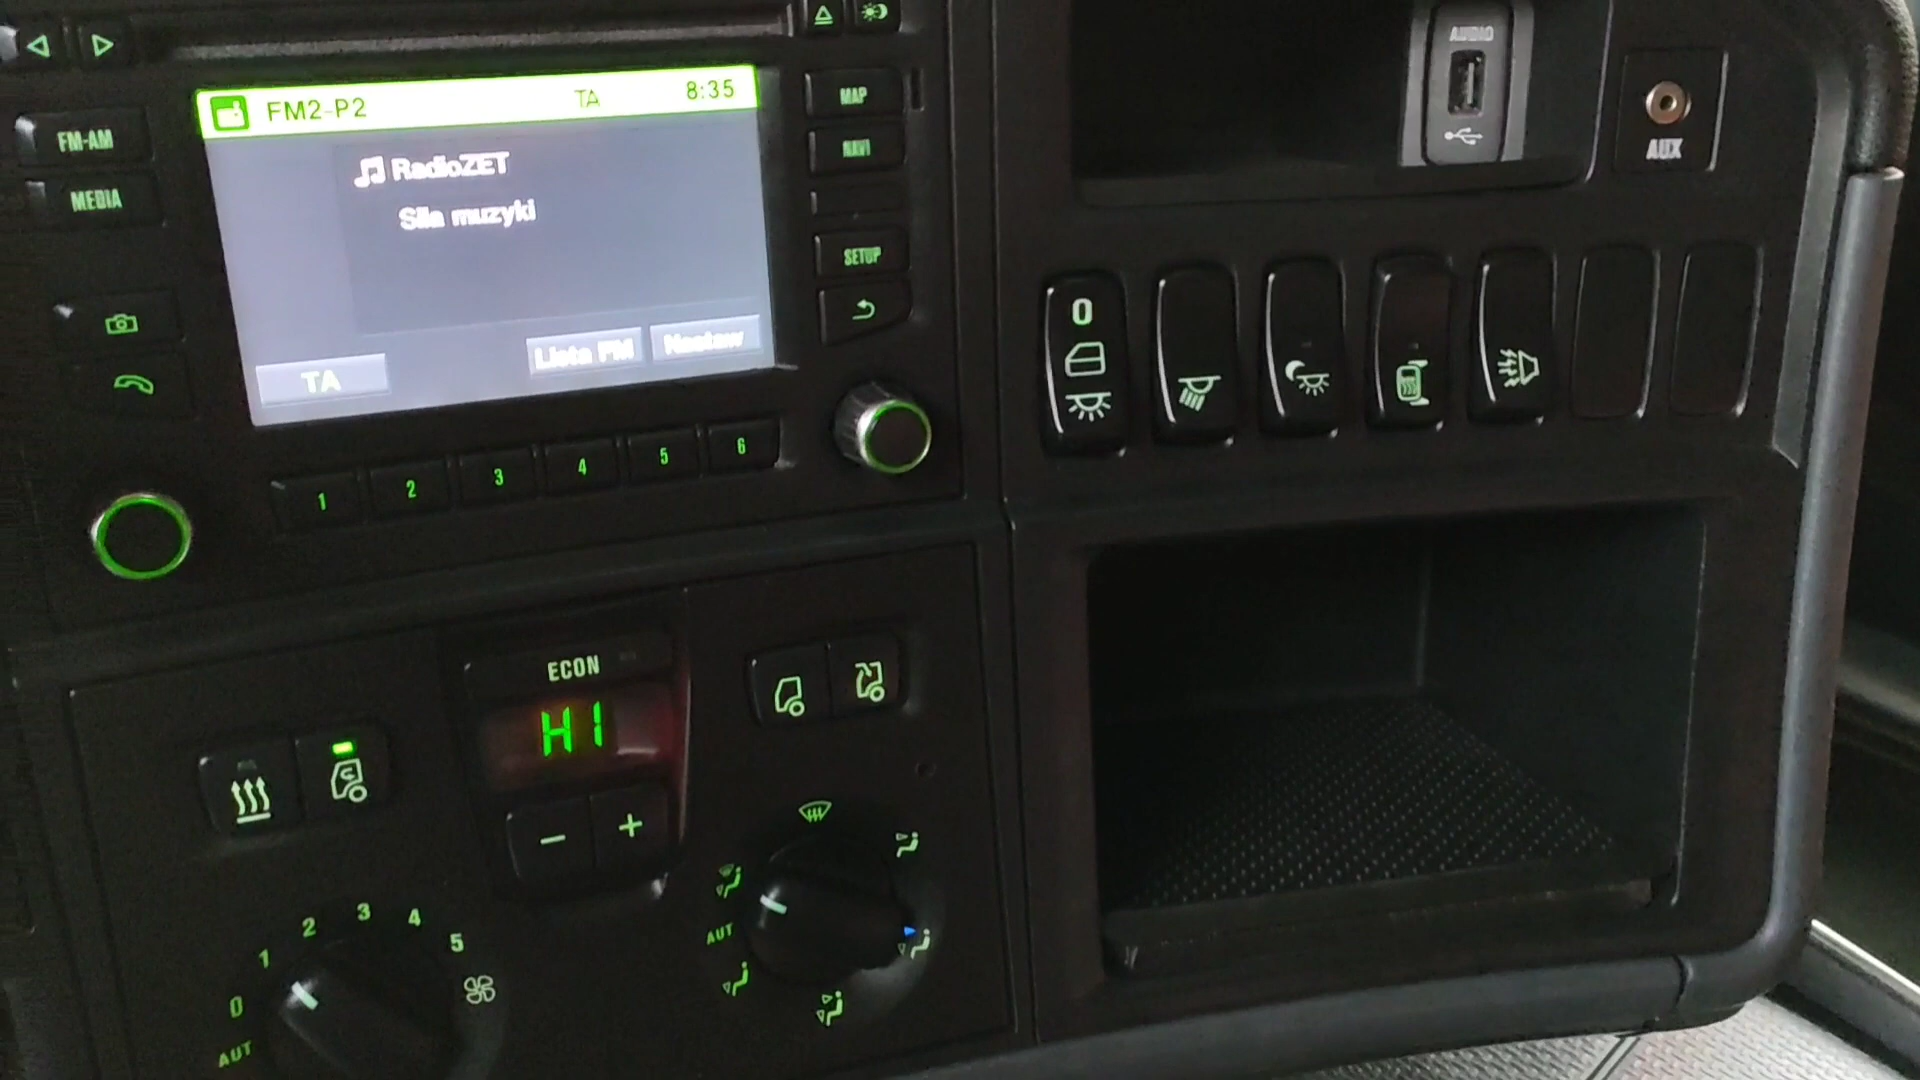 FM2-P2 TA 8:35
RadioZET
Siła muzyki
TA Lista FM Nastaw
FM-AM
MEDIA
MAP
NAVI
SETUP
1 2 3 4 5 6
AUDIO
AUX
0
ECON
HI
- +
AUT 0 1 2 3 4 5
AUT